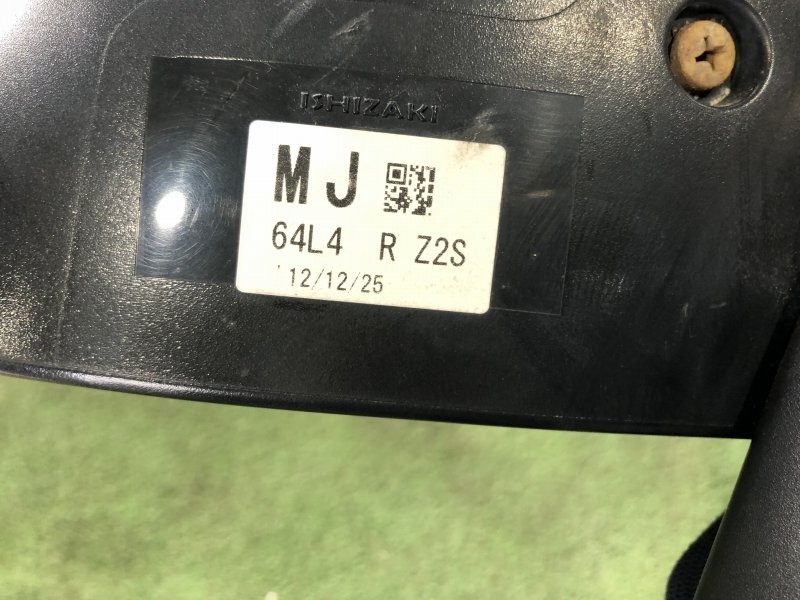 ISHIZAKI
MJ
64L4 R Z2S
'12/12/25